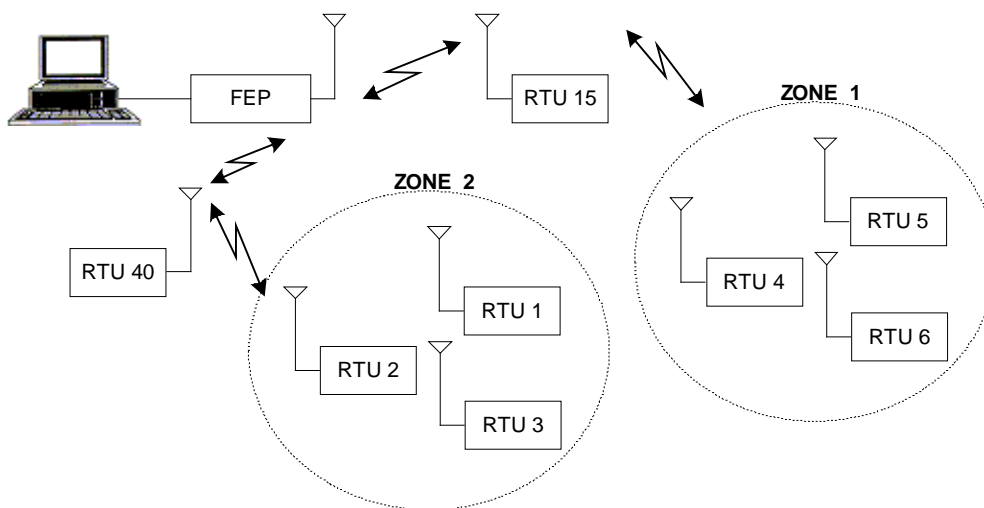 FEP
RTU 15
ZONE 1
ZONE 2
RTU 5
RTU 40
RTU 4
RTU 1
RTU 6
RTU 2
RTU 3